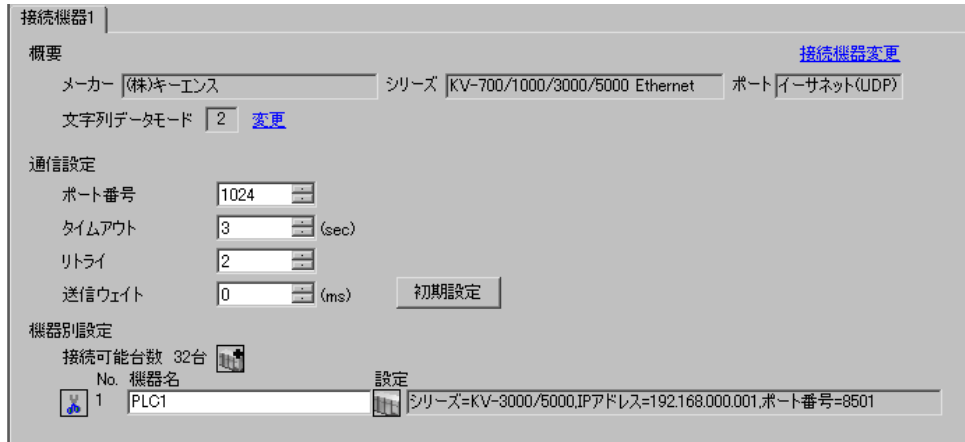 接続機器1
概要 接続機器変更
メーカー (株)キーエンス シリーズ KV-700/1000/3000/5000 Ethernet ポート イーサネット(UDP)
文字列データモード 2 変更
通信設定
ポート番号 1024
タイムアウト 3 (sec)
リトライ 2
送信ウェイト 0 (ms) 初期設定
機器別設定
接続可能台数 32台
No. 機器名 設定
1 PLC1 シリーズ=KV-3000/5000,IPアドレス=192.168.000.001,ポート番号=8501